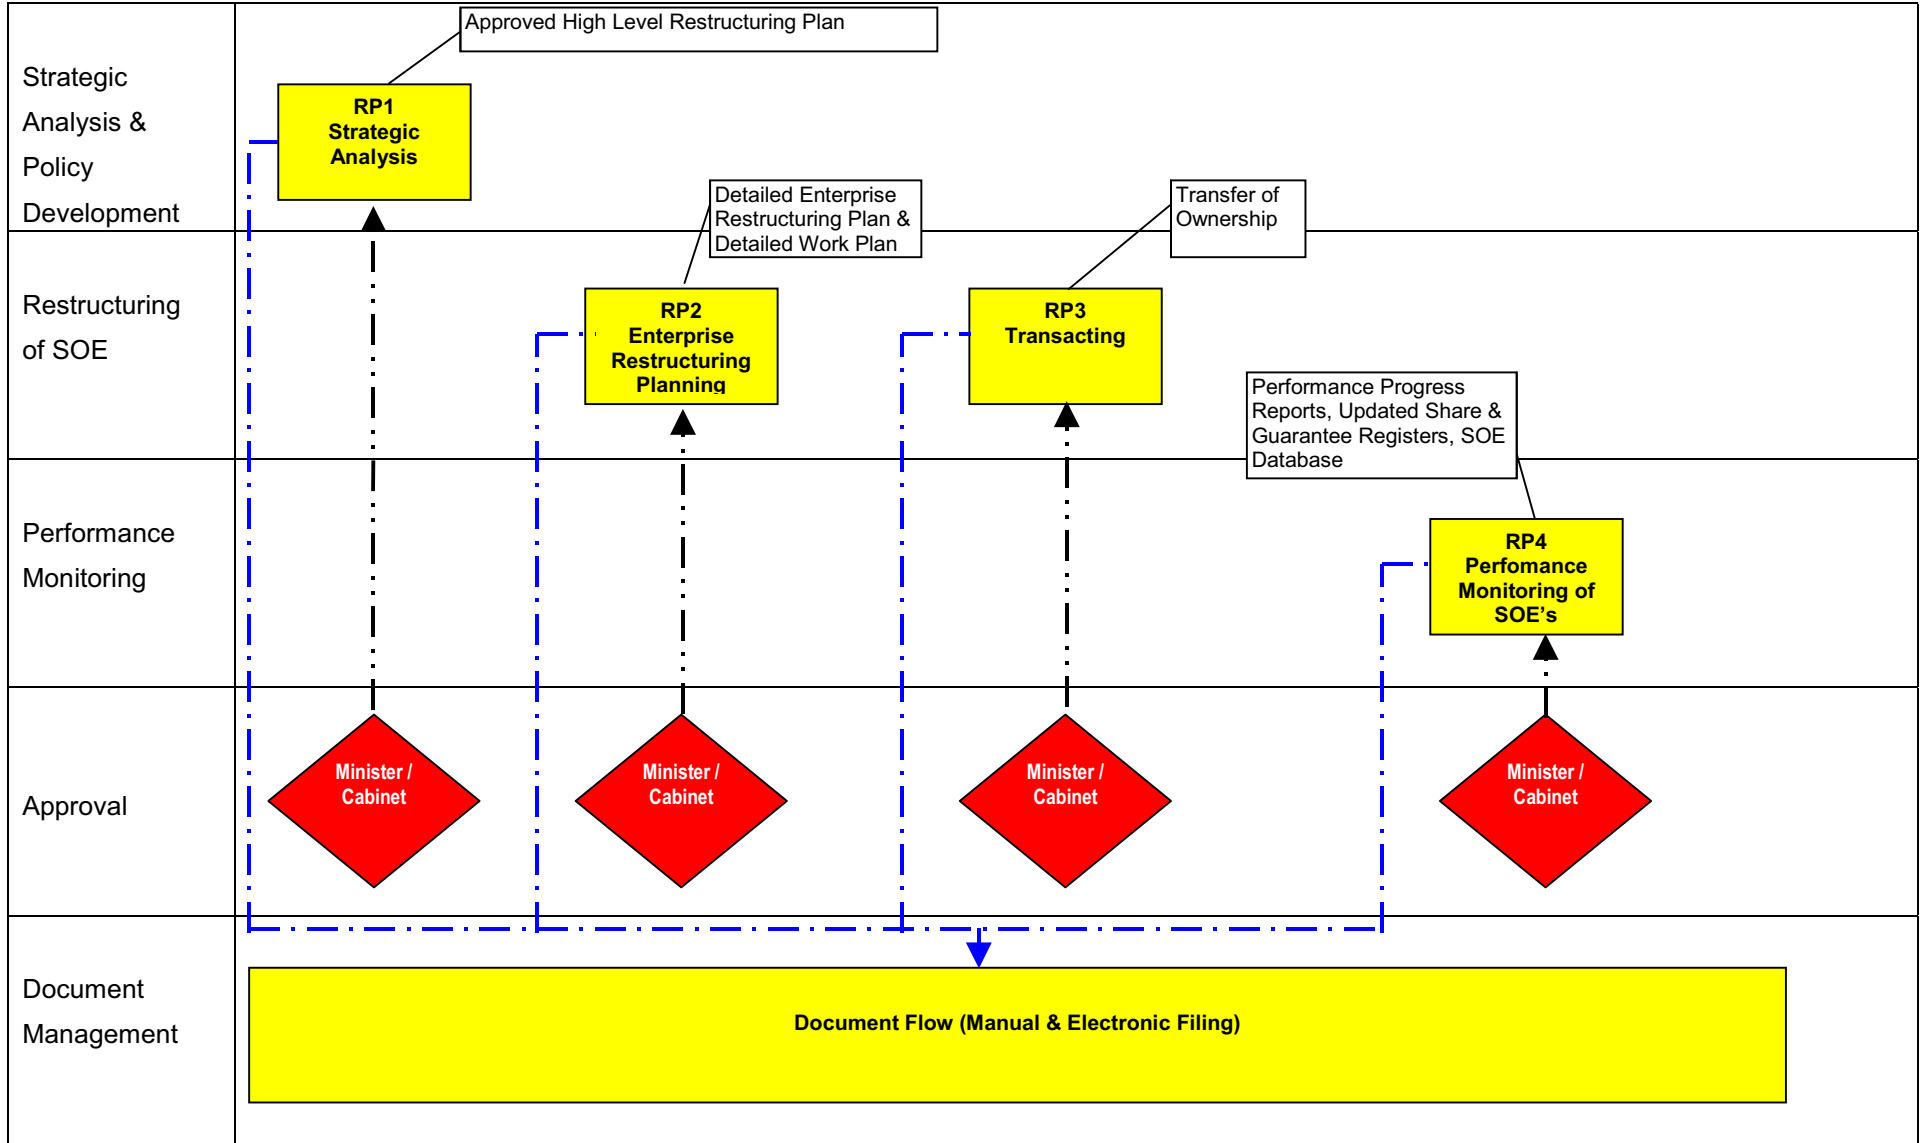 Approved High Level Restructuring Plan
Strategic
Analysis &
Policy
Development
RP1
Strategic
Analysis
Detailed Enterprise
Restructuring Plan &
Detailed Work Plan
Transfer of
Ownership
Restructuring
of SOE
RP2
Enterprise
Restructuring
Planning
RP3
Transacting
Performance Progress
Reports, Updated Share &
Guarantee Registers, SOE
Database
Performance
Monitoring
RP4
Perfomance
Monitoring of
SOE's
Approval
Minister /
Cabinet
Minister /
Cabinet
Minister /
Cabinet
Minister /
Cabinet
Document
Management
Document Flow (Manual & Electronic Filing)